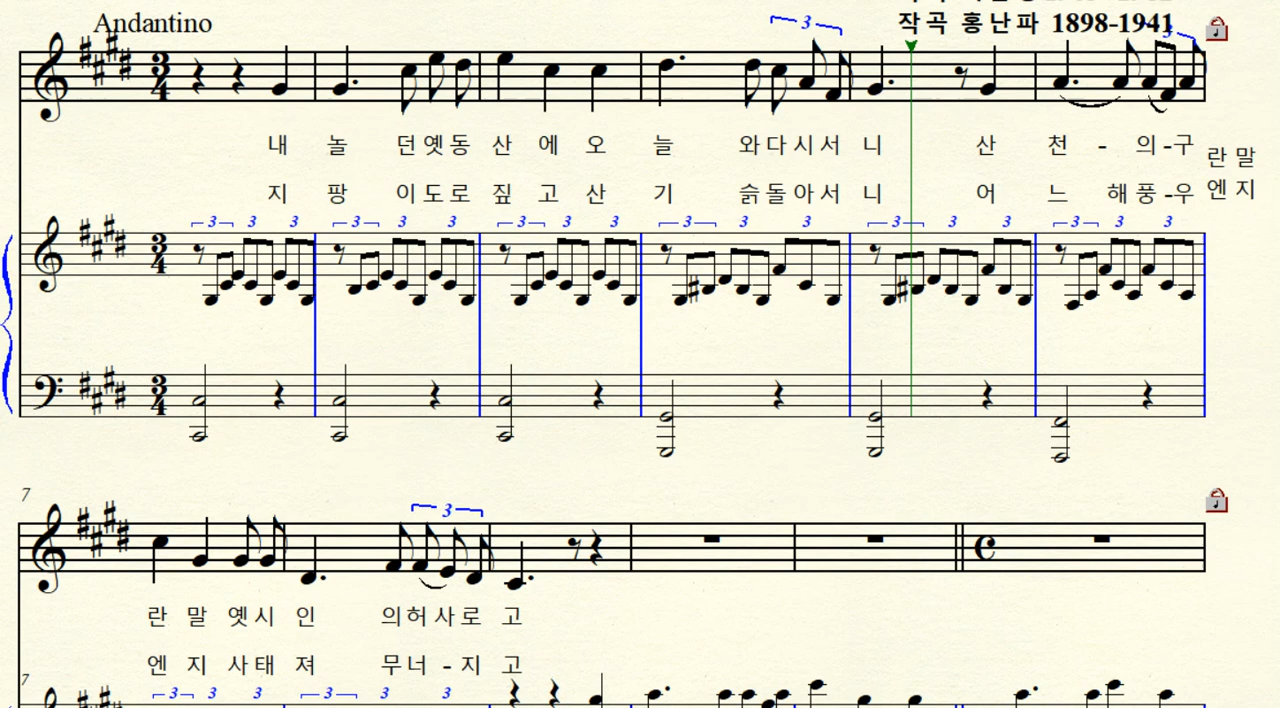 Andantino
작곡 홍난파 1898-1941
3
3
내 놀 던 옛 동 산 에 오 늘 와 다 시 서 니 산 천 - 의 - 구 란 말
지 팡 이 도 로 짚 고 산 기 슭 돌 아 서 니 어 느 해 풍 - 우 엔 지
3 3 3 3 3 3 3 3 3 3 3 3 3 3 3 3 3
7
3
란 말 옛 시 인 의 허 사 로 고
엔 지 사 태 져 무 너 - 지 고
7
3 3 3 3 3 3